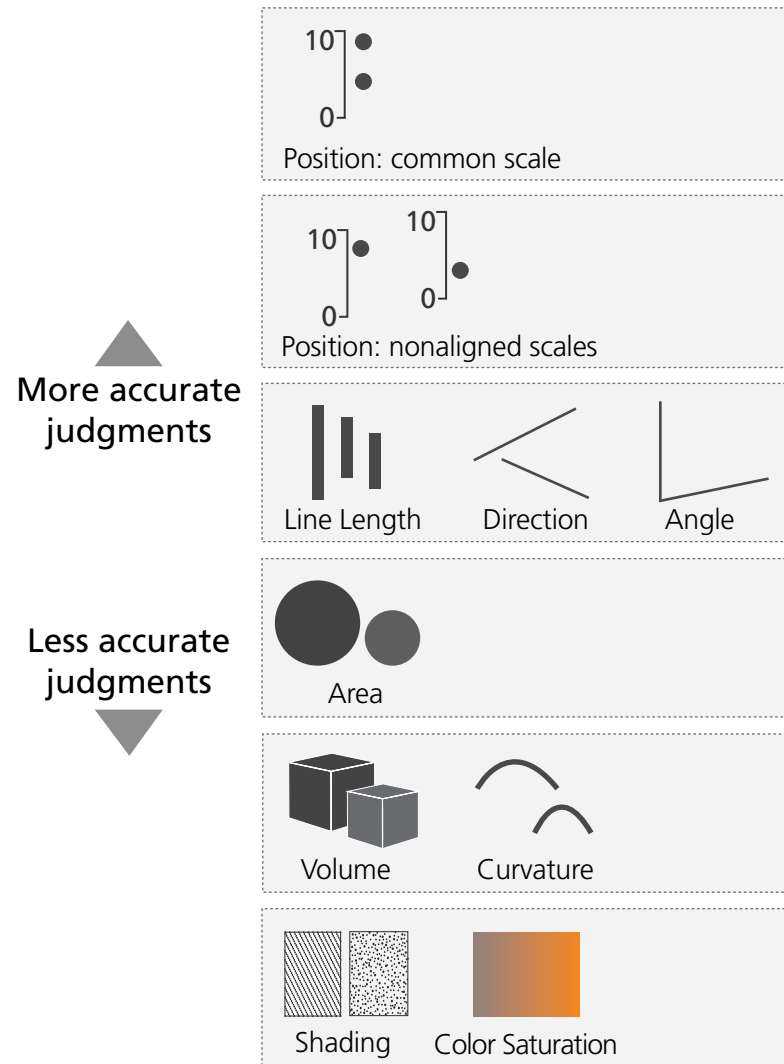 10
0
Position: common scale
10
10
0
0
Position: nonaligned scales
More accurate
judgments
Line Length Direction Angle
Less accurate
judgments
Area
Volume Curvature
Shading Color Saturation